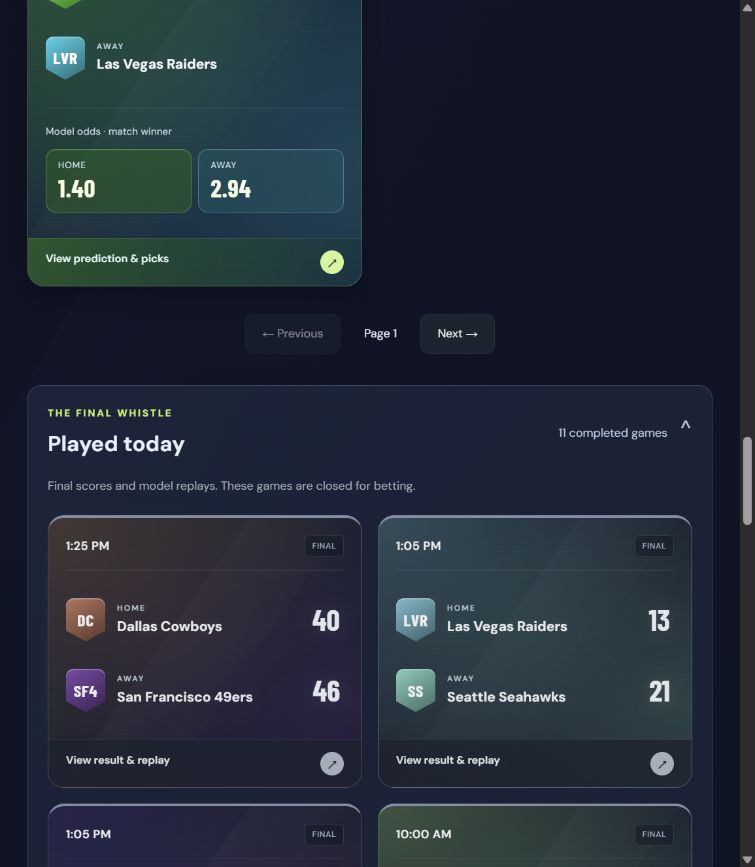 LVR
AWAY
Las Vegas Raiders
Model odds · match winner
HOME
1.40
AWAY
2.94
View prediction & picks
↗
← Previous
Page 1
Next →
THE FINAL WHISTLE
Played today
11 completed games
^
Final scores and model replays. These games are closed for betting.
1:25 PM
FINAL
DC
HOME
Dallas Cowboys
40
SF4
AWAY
San Francisco 49ers
46
View result & replay
↗
1:05 PM
FINAL
LVR
HOME
Las Vegas Raiders
13
SS
AWAY
Seattle Seahawks
21
View result & replay
↗
1:05 PM
FINAL
10:00 AM
FINAL